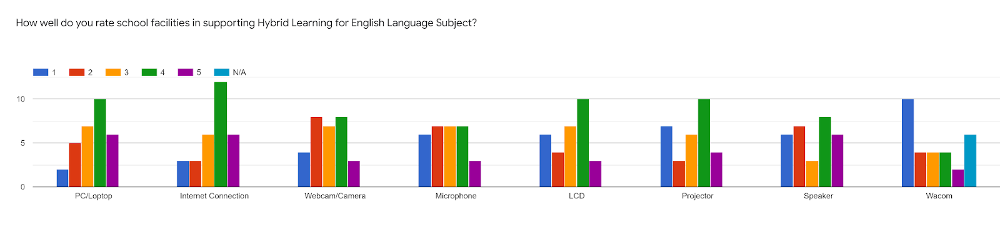 How well do you rate school facilities in supporting Hybrid Learning for English Language Subject?
1 2 3 4 5 N/A
10
5
0
PC/Loptop Internet Connection Webcam/Camera Microphone LCD Projector Speaker Wacom